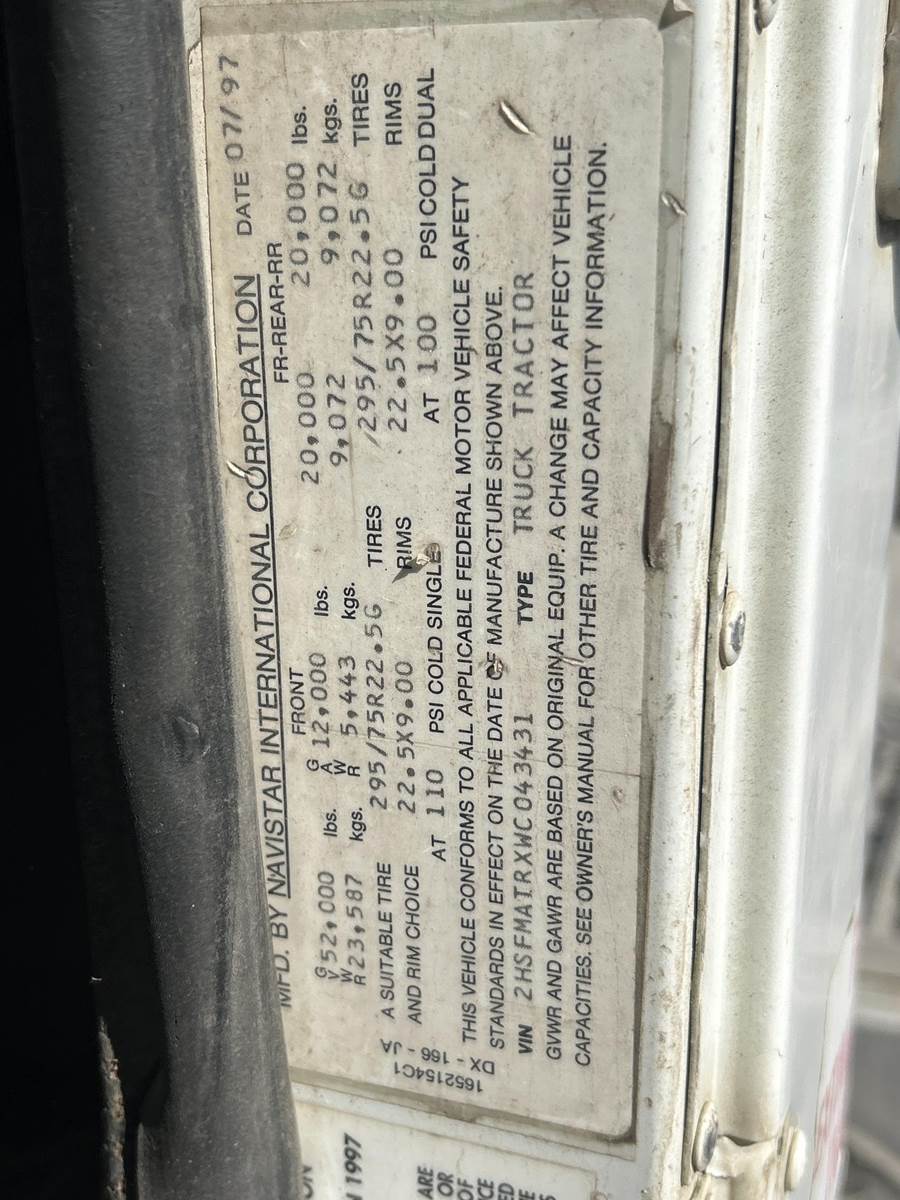 MFD. BY NAVISTAR INTERNATIONAL CORPORATION DATE 07/97
FRONT FR-REAR-RR
GVWR 52,000 lbs. GAWR 12,000 lbs. 20,000 20,000 lbs.
23,587 kgs. 5,443 kgs. 9,072 9,072 kgs.
A SUITABLE TIRE 295/75R22.5G TIRES /295/75R22.5G TIRES
AND RIM CHOICE 22.5X9.00 RIMS 22.5X9.00 RIMS
AT 110 PSI COLD SINGLE AT 100 PSI COLD DUAL
THIS VEHICLE CONFORMS TO ALL APPLICABLE FEDERAL MOTOR VEHICLE SAFETY
STANDARDS IN EFFECT ON THE DATE OF MANUFACTURE SHOWN ABOVE.
VIN 2HSFMATRXWC043431 TYPE TRUCK TRACTOR
GVWR AND GAWR ARE BASED ON ORIGINAL EQUIP. A CHANGE MAY AFFECT VEHICLE
CAPACITIES. SEE OWNER'S MANUAL FOR OTHER TIRE AND CAPACITY INFORMATION.
1652154C1
DX - 166 - JA
1997
ARE
OR
OF